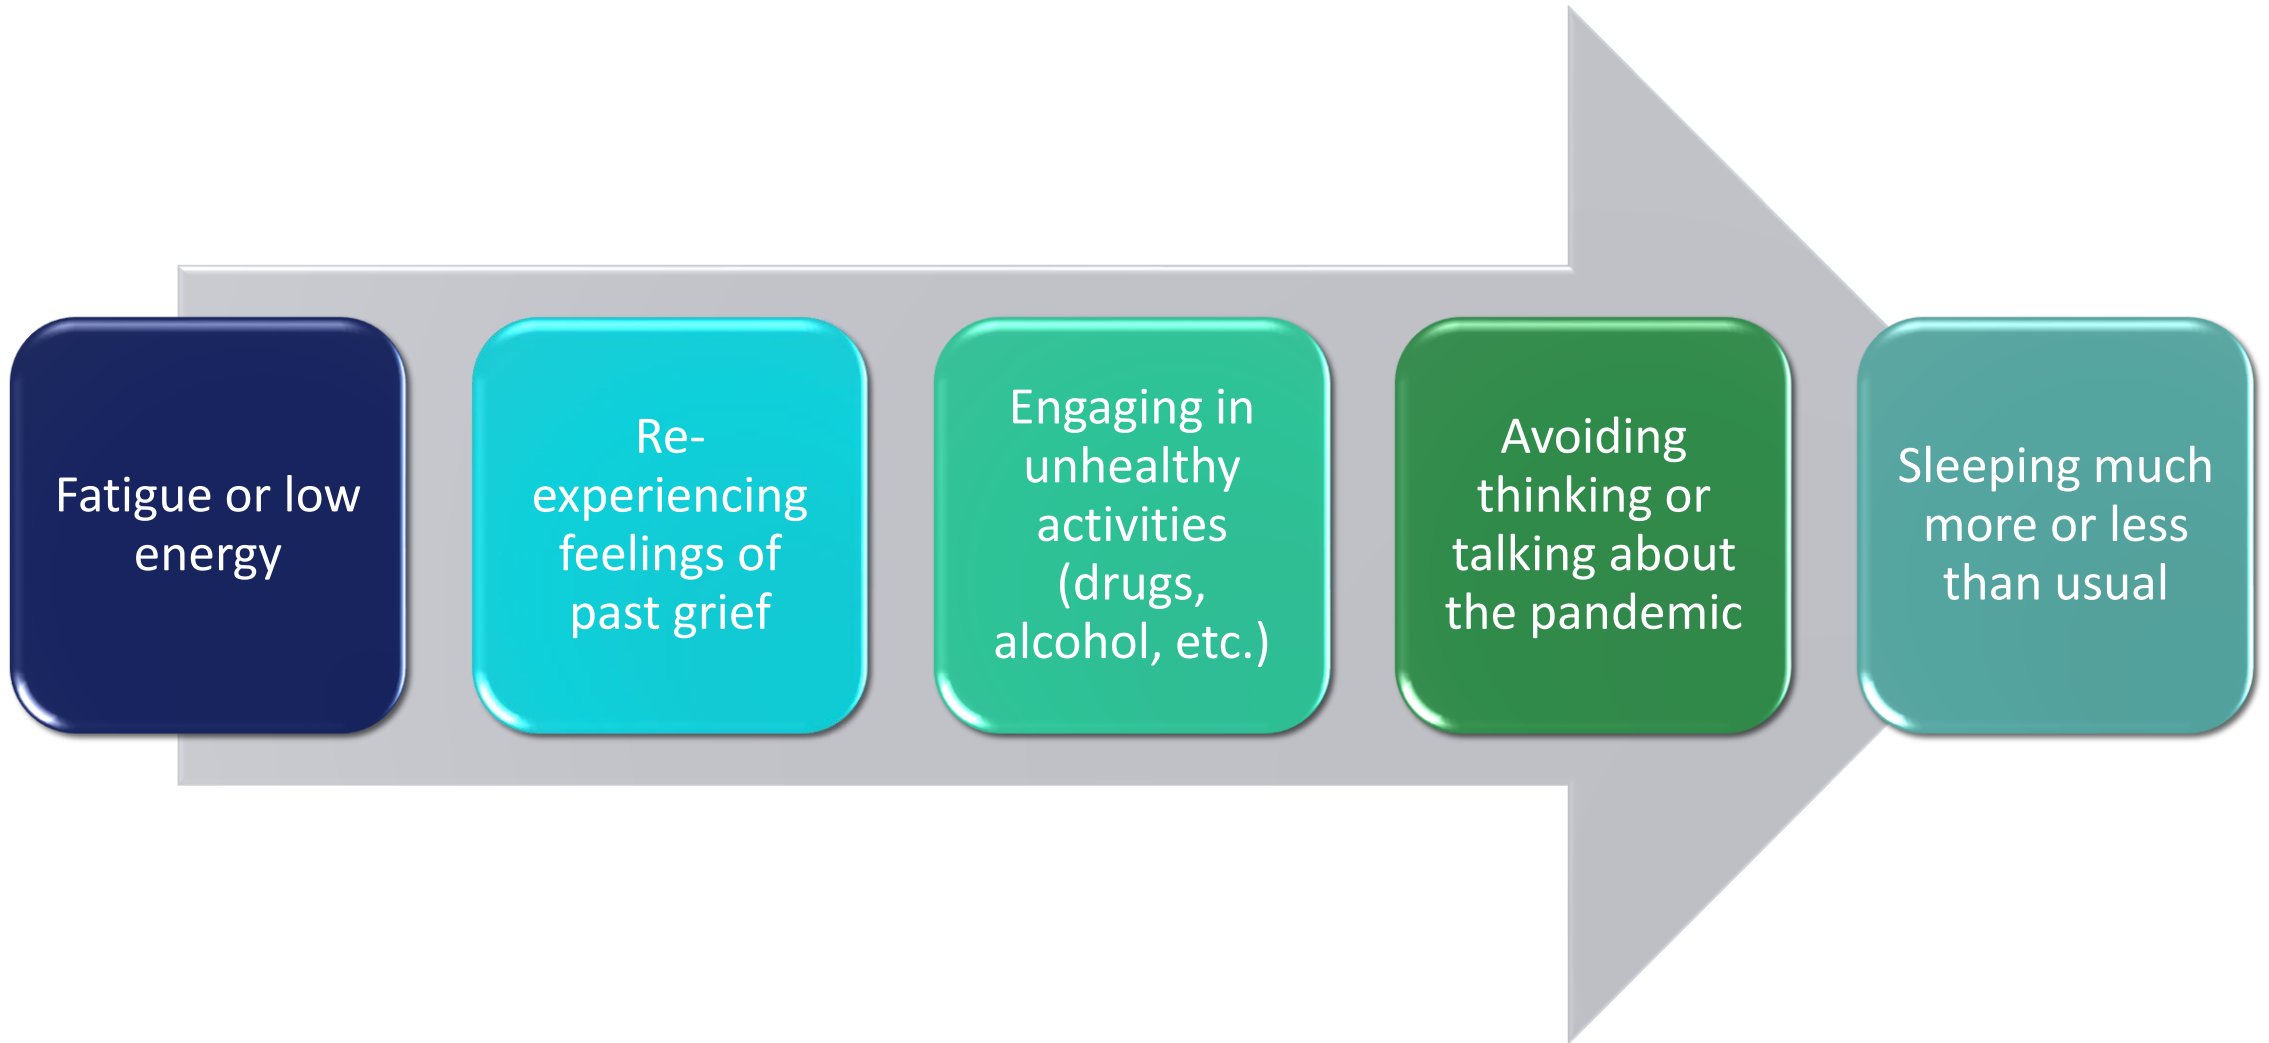 Fatigue or low
energy
Re-
experiencing
feelings of
past grief
Engaging in
unhealthy
activities
(drugs,
alcohol, etc.)
Avoiding
thinking or
talking about
the pandemic
Sleeping much
more or less
than usual